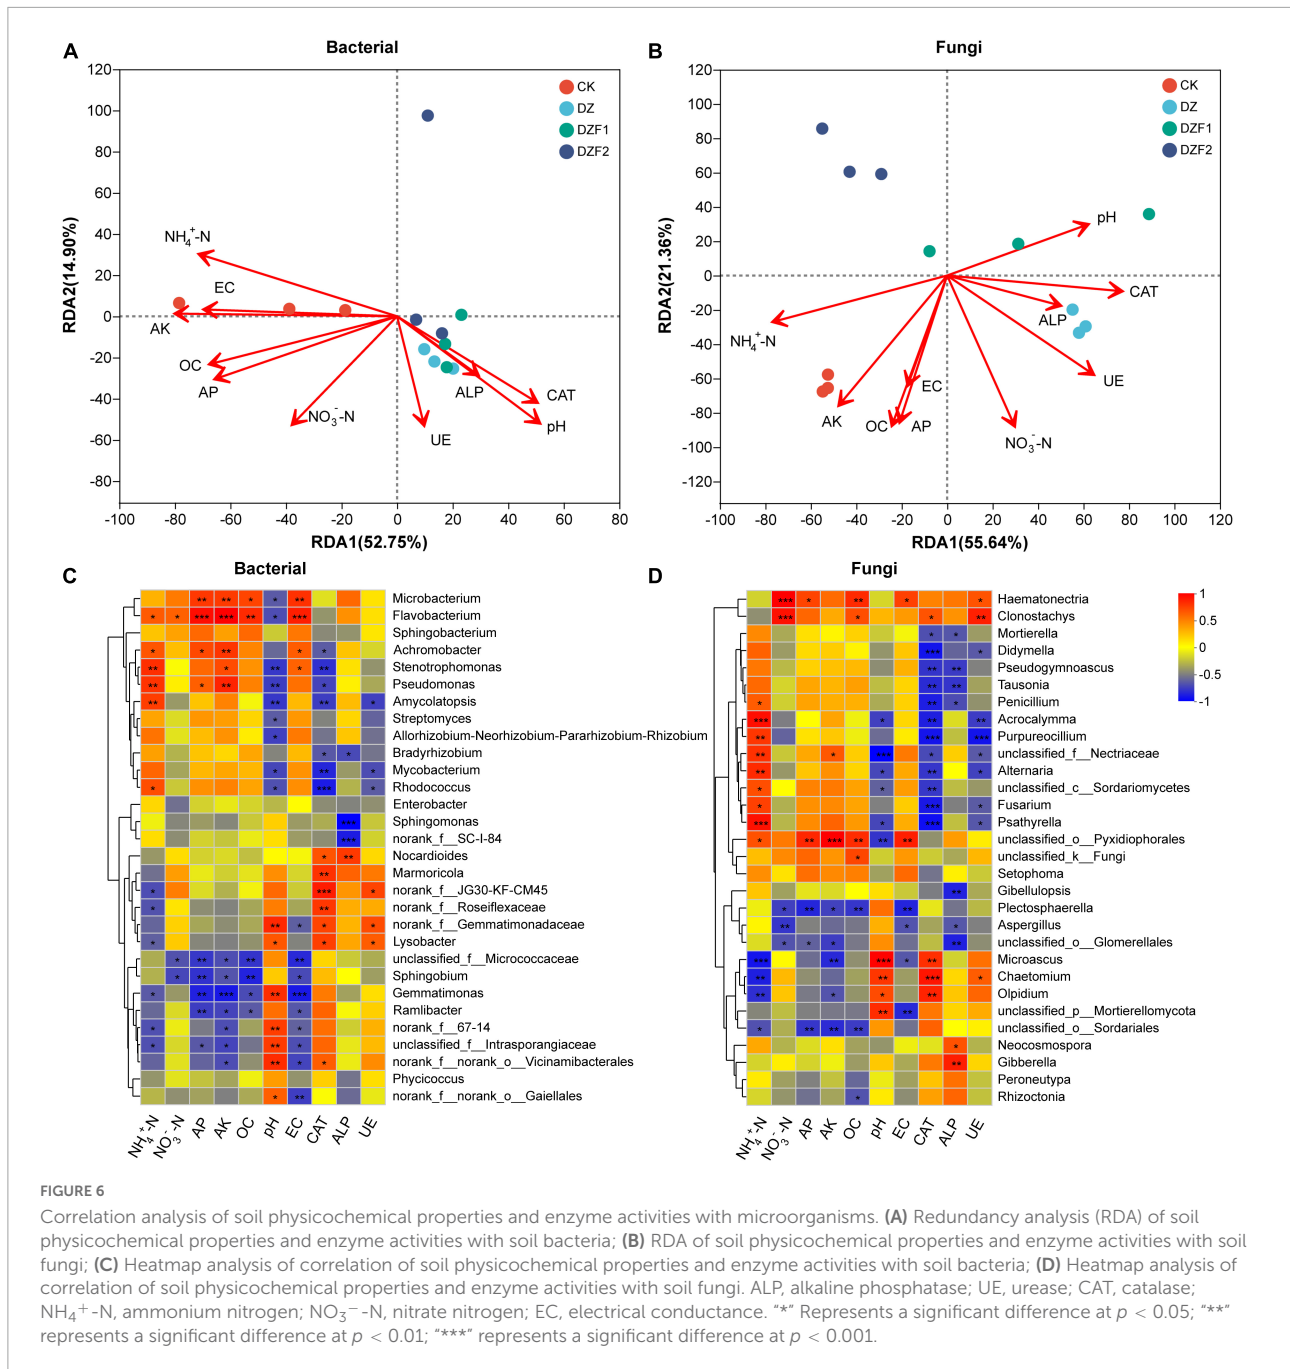 A
Bacterial
120
100
80
60
40
20
0
-20
-40
-60
-80
-100
-80
-60
-40
-20
0
20
40
60
80
RDA2(14.90%)
RDA1(52.75%)
CK
DZ
DZF1
DZF2
NH₄⁺-N
EC
AK
OC
AP
NO₃⁻-N
UE
ALP
CAT
pH
B
Fungi
120
100
80
60
40
20
0
-20
-40
-60
-80
-100
-120
-100
-80
-60
-40
-20
0
20
40
60
80
100
120
RDA2(21.36%)
RDA1(55.64%)
CK
DZ
DZF1
DZF2
pH
CAT
ALP
UE
NH₄⁺-N
AK
OC
AP
EC
NO₃⁻-N
C
Bacterial
Microbacterium
Flavobacterium
Sphingobacterium
Achromobacter
Stenotrophomonas
Pseudomonas
Amycolatopsis
Streptomyces
Allorhizobium-Neorhizobium-Pararhizobium-Rhizobium
Bradyrhizobium
Mycobacterium
Rhodococcus
Enterobacter
Sphingomonas
norank_f__SC-I-84
Nocardioides
Marmoricola
norank_f__JG30-KF-CM45
norank_f__Roseiflexaceae
norank_f__Gemmatimonadaceae
Lysobacter
unclassified_f__Micrococcaceae
Sphingobium
Gemmatimonas
Ramlibacter
norank_f__67-14
unclassified_f__Intrasporangiaceae
norank_f__norank_o__Vicinamibacterales
Phycicoccus
norank_f__norank_o__Gaiellales
NH₄⁺-N
NO₃⁻-N
AP
AK
OC
pH
EC
CAT
ALP
UE
D
Fungi
Haematonectria
Clonostachys
Mortierella
Didymella
Pseudogymnoascus
Tausonia
Penicillium
Acrocalymma
Purpureocillium
unclassified_f__Nectriaceae
Alternaria
unclassified_c__Sordariomycetes
Fusarium
Psathyrella
unclassified_o__Pyxidiophorales
unclassified_k__Fungi
Setophoma
Gibellulopsis
Plectosphaerella
Aspergillus
unclassified_o__Glomerellales
Microascus
Chaetomium
Olpidium
unclassified_p__Mortierellomycota
unclassified_o__Sordariales
Neocosmospora
Gibberella
Peroneutypa
Rhizoctonia
NH₄⁺-N
NO₃⁻-N
AP
AK
OC
pH
EC
CAT
ALP
UE
1
0.5
0
-0.5
-1
FIGURE 6
Correlation analysis of soil physicochemical properties and enzyme activities with microorganisms. (A) Redundancy analysis (RDA) of soil
physicochemical properties and enzyme activities with soil bacteria; (B) RDA of soil physicochemical properties and enzyme activities with soil
fungi; (C) Heatmap analysis of correlation of soil physicochemical properties and enzyme activities with soil bacteria; (D) Heatmap analysis of
correlation of soil physicochemical properties and enzyme activities with soil fungi. ALP, alkaline phosphatase; UE, urease; CAT, catalase;
NH₄⁺-N, ammonium nitrogen; NO₃⁻-N, nitrate nitrogen; EC, electrical conductance. “*” Represents a significant difference at p < 0.05; “**”
represents a significant difference at p < 0.01; “***” represents a significant difference at p < 0.001.